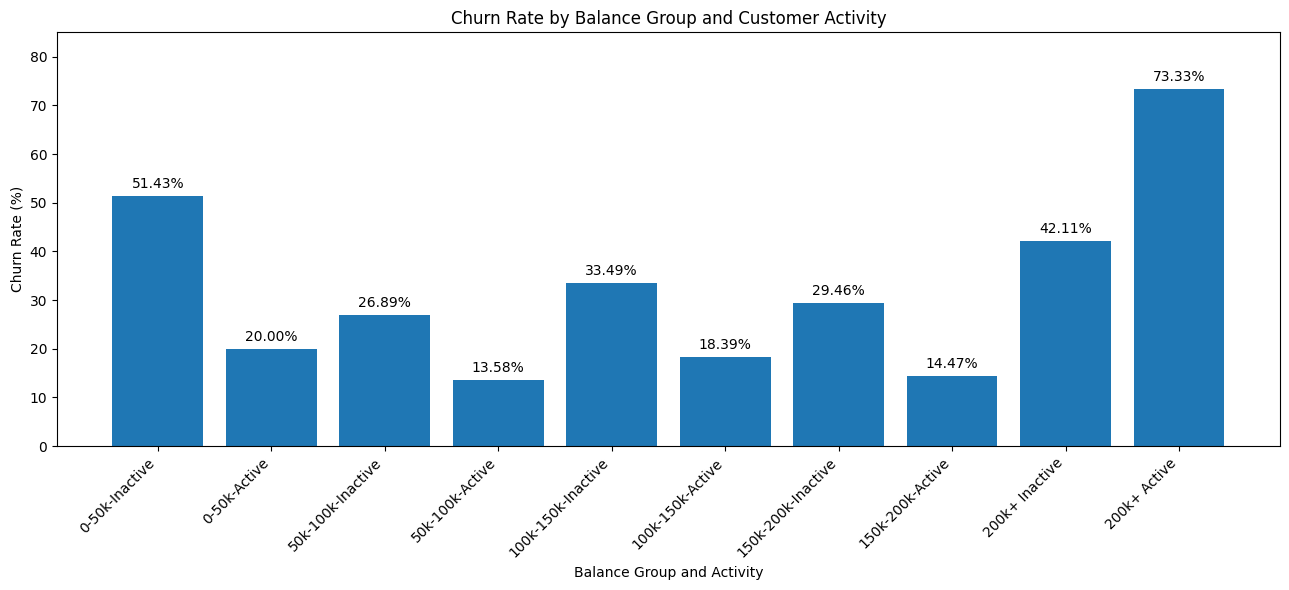 Churn Rate by Balance Group and Customer Activity
Churn Rate (%)
80
70
60
50
40
30
20
10
0
51.43%
20.00%
26.89%
13.58%
33.49%
18.39%
29.46%
14.47%
42.11%
73.33%
0-50k-Inactive
0-50k-Active
50k-100k-Inactive
50k-100k-Active
100k-150k-Inactive
100k-150k-Active
150k-200k-Inactive
150k-200k-Active
200k+ Inactive
200k+ Active
Balance Group and Activity